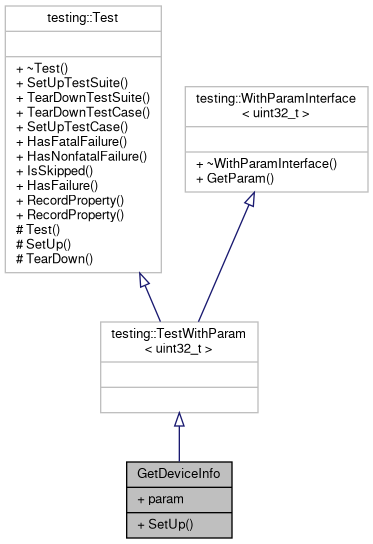 testing::Test
+ ~Test()
+ SetUpTestSuite()
+ TearDownTestSuite()
+ TearDownTestCase()
+ SetUpTestCase()
+ HasFatalFailure()
+ HasNonfatalFailure()
+ IsSkipped()
+ HasFailure()
+ RecordProperty()
+ RecordProperty()
# Test()
# SetUp()
# TearDown()
testing::WithParamInterface
< uint32_t >
+ ~WithParamInterface()
+ GetParam()
testing::TestWithParam
< uint32_t >
GetDeviceInfo
+ param
+ SetUp()